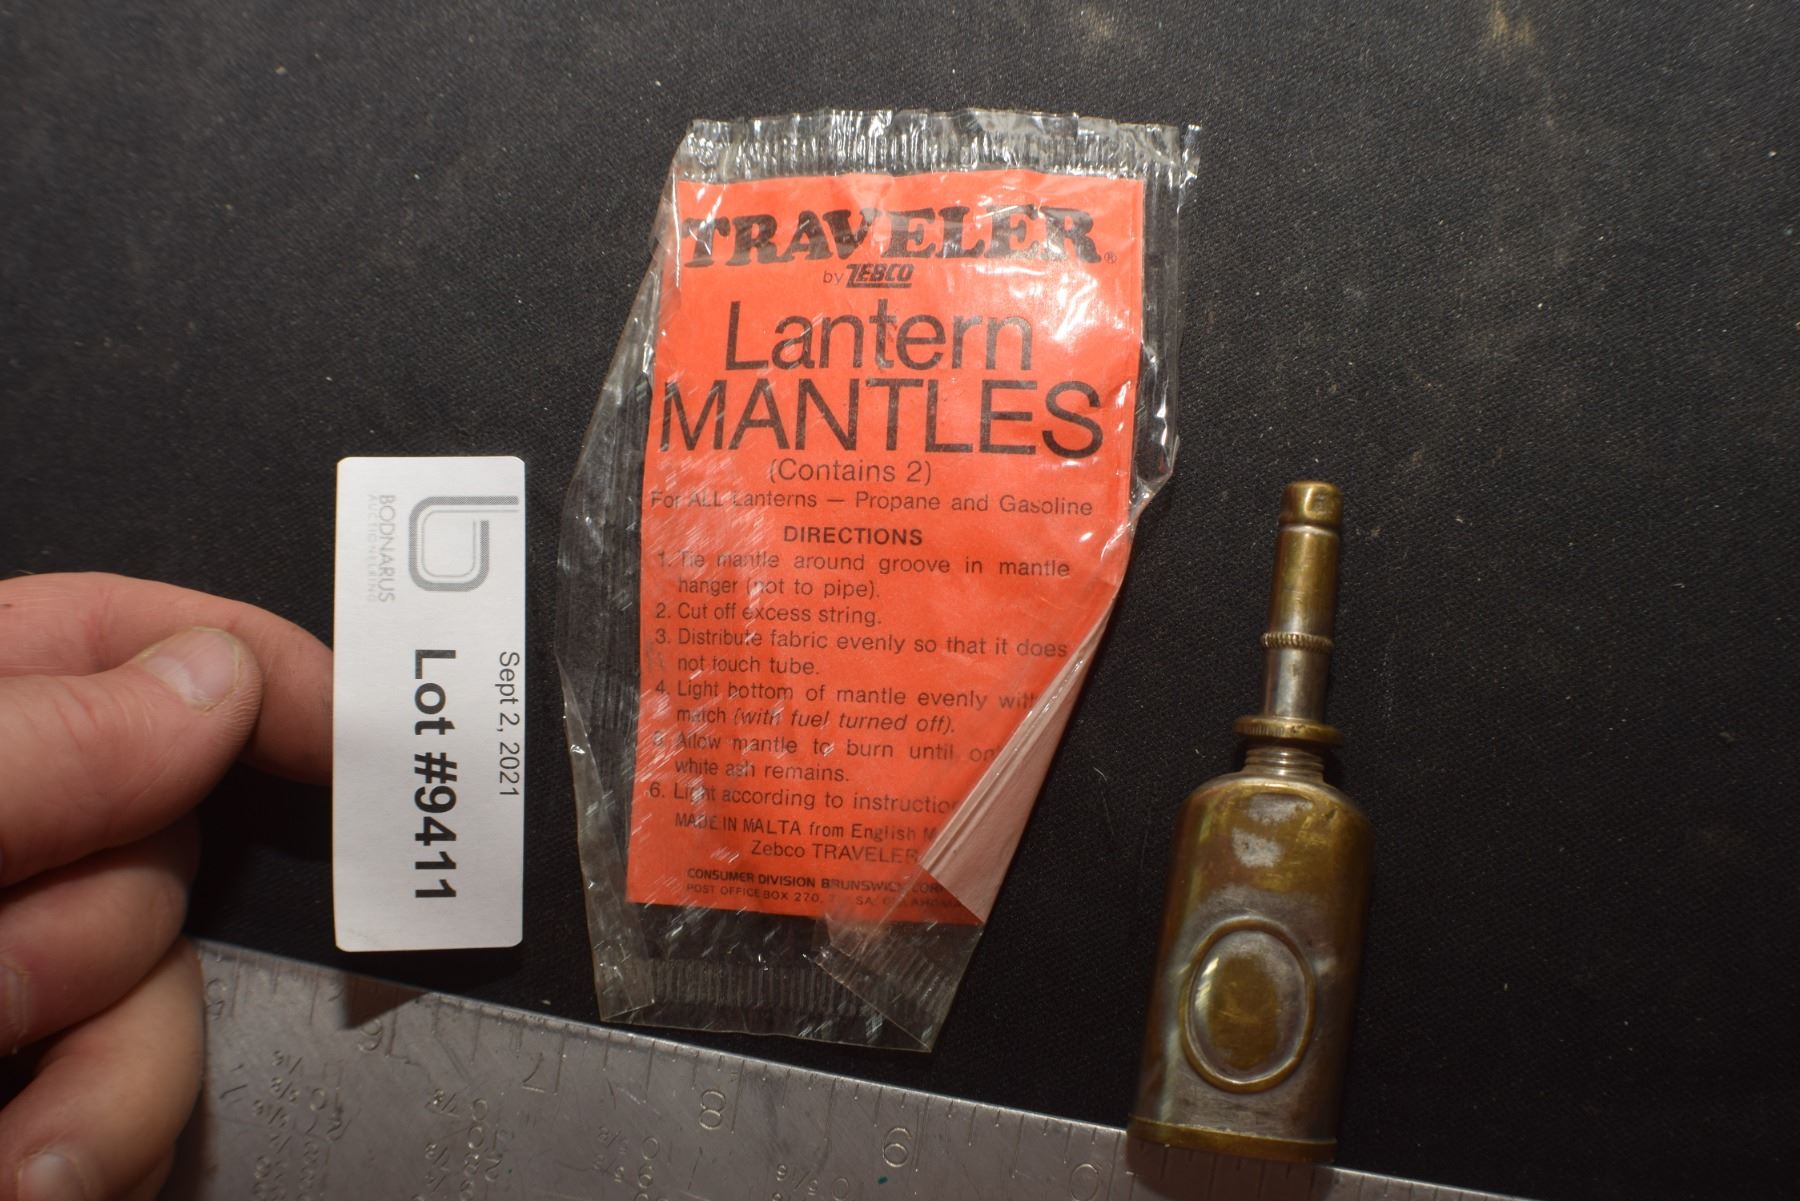 BODNARUS
AUCTIONEERING
Sept 2, 2021
Lot #9411
TRAVELER®
by ZEBCO
Lantern
MANTLES
(Contains 2)
For ALL Lanterns — Propane and Gasoline
DIRECTIONS
1. Tie mantle around groove in mantle
hanger (not to pipe).
2. Cut off excess string.
3. Distribute fabric evenly so that it does
not touch tube.
4. Light bottom of mantle evenly with
match (with fuel turned off).
5. Allow mantle to burn until
white ash remains.
6. Light according to
MADE IN MALTA from English
Zebco TRAVELER
CONSUMER DIVISION BRUNSWICK
POST OFFICE BOX 270,
7
8
9